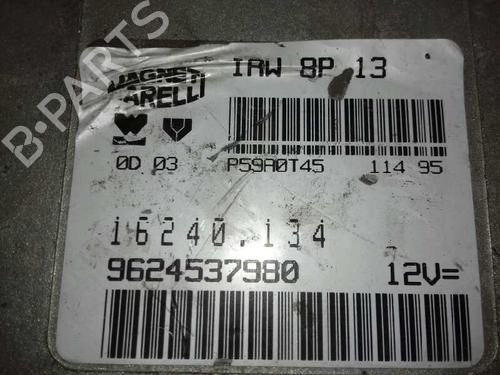 MAGNETI MARELLI
IAW 8P 13
0D 03
P59A0T45
114 95
16240.134
9624537980
12V=
B-PARTS